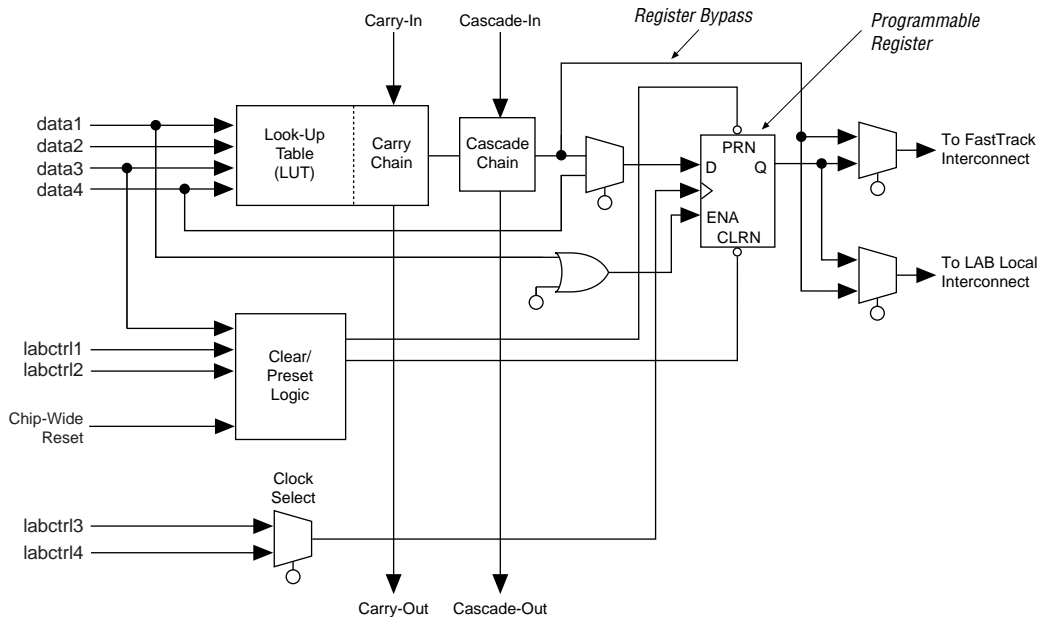 Carry-In
Cascade-In
Register Bypass
Programmable
Register
data1
data2
data3
data4
Look-Up
Table
(LUT)
Carry
Chain
Cascade
Chain
PRN
D
Q
ENA
CLRN
To FastTrack
Interconnect
To LAB Local
Interconnect
labctrl1
labctrl2
Clear/
Preset
Logic
Chip-Wide
Reset
Clock
Select
labctrl3
labctrl4
Carry-Out
Cascade-Out